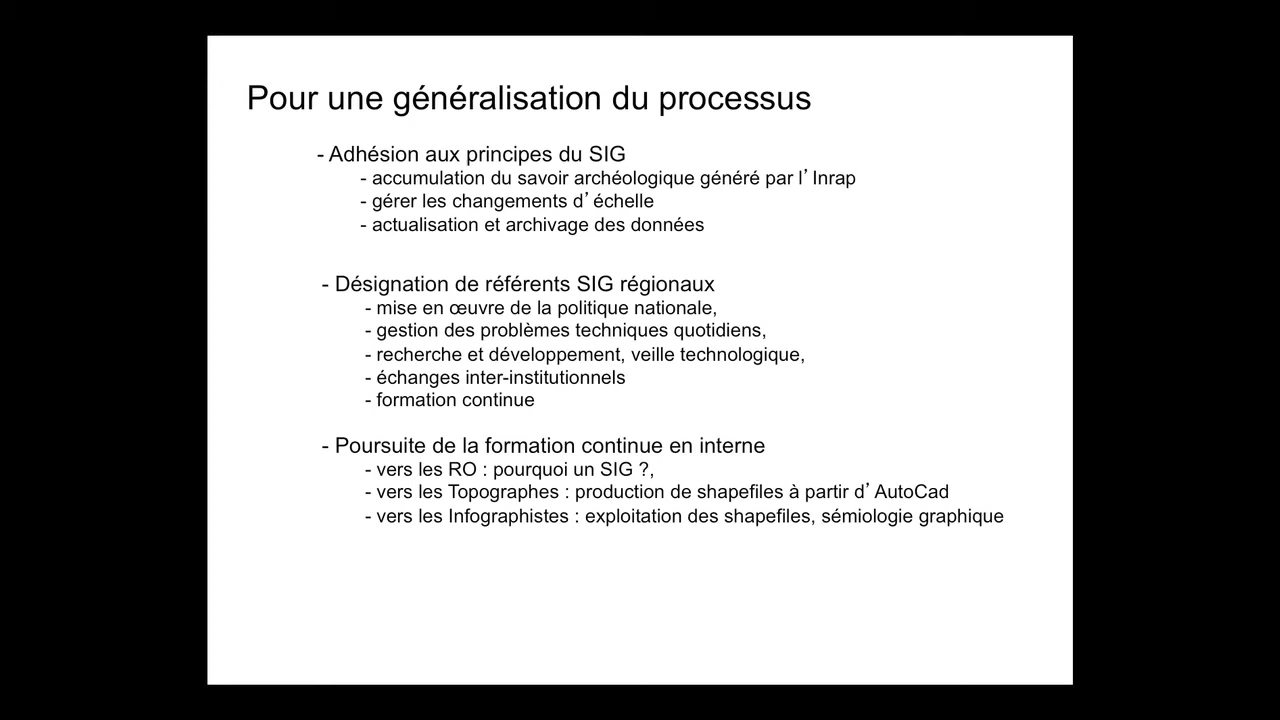 Pour une généralisation du processus
- Adhésion aux principes du SIG
- accumulation du savoir archéologique généré par l’Inrap
- gérer les changements d’échelle
- actualisation et archivage des données
- Désignation de référents SIG régionaux
- mise en œuvre de la politique nationale,
- gestion des problèmes techniques quotidiens,
- recherche et développement, veille technologique,
- échanges inter-institutionnels
- formation continue
- Poursuite de la formation continue en interne
- vers les RO : pourquoi un SIG ?,
- vers les Topographes : production de shapefiles à partir d’AutoCad
- vers les Infographistes : exploitation des shapefiles, sémiologie graphique